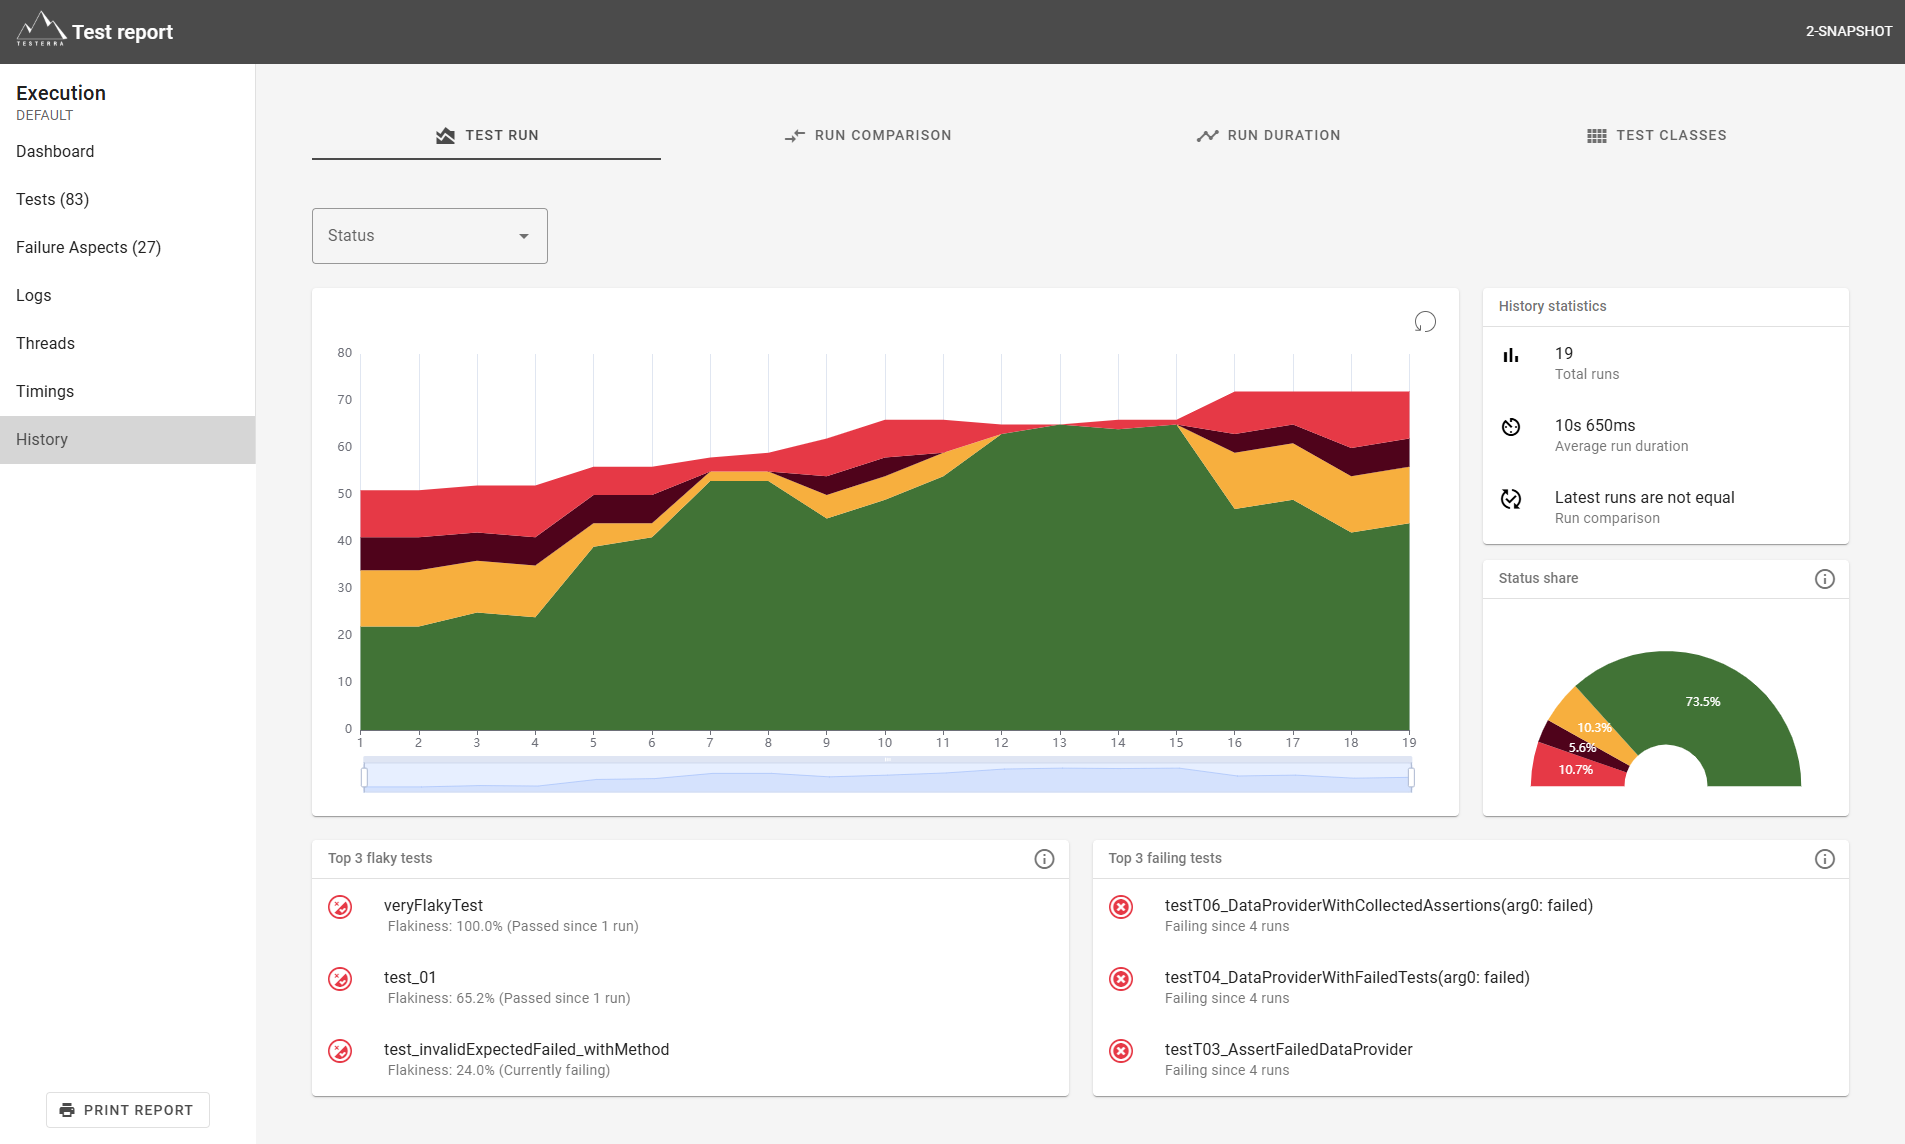 TESTERRA
Test report
2-SNAPSHOT
Execution
DEFAULT
Dashboard
Tests (83)
Failure Aspects (27)
Logs
Threads
Timings
History
PRINT REPORT
TEST RUN
RUN COMPARISON
RUN DURATION
TEST CLASSES
Status
80
70
60
50
40
30
20
10
0
1 2 3 4 5 6 7 8 9 10 11 12 13 14 15 16 17 18 19
History statistics
19
Total runs
10s 650ms
Average run duration
Latest runs are not equal
Run comparison
Status share
73.5%
10.3%
5.6%
10.7%
Top 3 flaky tests
veryFlakyTest
Flakiness: 100.0% (Passed since 1 run)
test_01
Flakiness: 65.2% (Passed since 1 run)
test_invalidExpectedFailed_withMethod
Flakiness: 24.0% (Currently failing)
Top 3 failing tests
testT06_DataProviderWithCollectedAssertions(arg0: failed)
Failing since 4 runs
testT04_DataProviderWithFailedTests(arg0: failed)
Failing since 4 runs
testT03_AssertFailedDataProvider
Failing since 4 runs